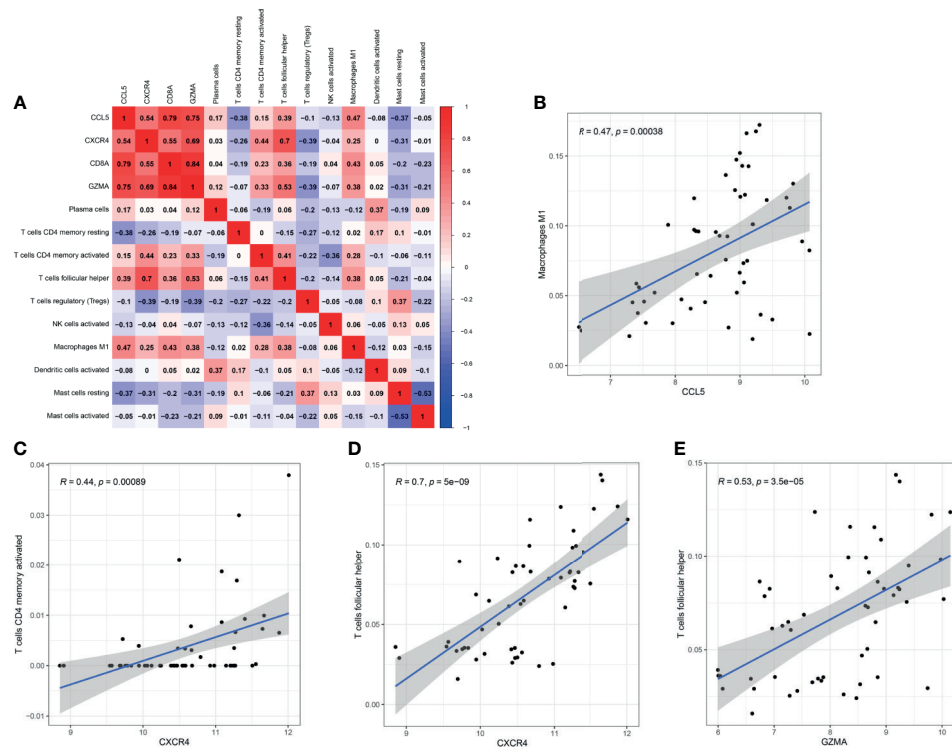 A
CCL5
CXCR4
CD8A
GZMA
Plasma cells
T cells CD4 memory resting
T cells CD4 memory activated
T cells follicular helper
T cells regulatory (Tregs)
NK cells activated
Macrophages M1
Dendritic cells activated
Mast cells resting
Mast cells activated
CCL5 1 0.54 0.79 0.75 0.17 −0.38 0.15 0.39 −0.1 −0.13 0.47 −0.08 −0.37 −0.05
CXCR4 0.54 1 0.55 0.69 0.03 −0.26 0.44 0.7 −0.39 −0.04 0.25 0 −0.31 −0.01
CD8A 0.79 0.55 1 0.84 0.04 −0.19 0.23 0.36 −0.19 0.04 0.43 0.05 −0.2 −0.23
GZMA 0.75 0.69 0.84 1 0.12 −0.07 0.33 0.53 −0.39 −0.07 0.38 0.02 −0.31 −0.21
Plasma cells 0.17 0.03 0.04 0.12 1 −0.06 −0.19 0.06 −0.2 −0.13 −0.12 0.37 −0.19 0.09
T cells CD4 memory resting −0.38 −0.26 −0.19 −0.07 −0.06 1 0 −0.15 −0.27 −0.12 0.02 0.17 0.1 −0.01
T cells CD4 memory activated 0.15 0.44 0.23 0.33 −0.19 0 1 0.41 −0.22 −0.36 0.28 −0.1 −0.06 −0.11
T cells follicular helper 0.39 0.7 0.36 0.53 0.06 −0.15 0.41 1 −0.2 −0.14 0.38 0.05 −0.21 −0.04
T cells regulatory (Tregs) −0.1 −0.39 −0.19 −0.39 −0.2 −0.27 −0.22 −0.2 1 −0.05 −0.08 0.1 0.37 −0.22
NK cells activated −0.13 −0.04 0.04 −0.07 −0.13 −0.12 −0.36 −0.14 −0.05 1 0.06 −0.05 0.13 0.05
Macrophages M1 0.47 0.25 0.43 0.38 −0.12 0.02 0.28 0.38 −0.08 0.06 1 −0.12 0.03 −0.15
Dendritic cells activated −0.08 0 0.05 0.02 0.37 0.17 −0.1 0.05 0.1 −0.05 −0.12 1 0.09 −0.1
Mast cells resting −0.37 −0.31 −0.2 −0.31 −0.19 0.1 −0.06 −0.21 0.37 0.13 0.03 0.09 1 −0.53
Mast cells activated −0.05 −0.01 −0.23 −0.21 0.09 −0.01 −0.11 −0.04 −0.22 0.05 −0.15 −0.1 −0.53 1
1
0.8
0.6
0.4
0.2
0
−0.2
−0.4
−0.6
−0.8
−1
B
R = 0.47, p = 0.00038
Macrophages M1
0.15
0.10
0.05
0.00
7 8 9 10
CCL5
C
R = 0.44, p = 0.00089
T cells CD4 memory activated
0.04
0.03
0.02
0.01
0.00
−0.01
9 10 11 12
CXCR4
D
R = 0.7, p = 5e−09
T cells follicular helper
0.15
0.10
0.05
0.00
9 10 11 12
CXCR4
E
R = 0.53, p = 3.5e−05
T cells follicular helper
0.15
0.10
0.05
6 7 8 9 10
GZMA